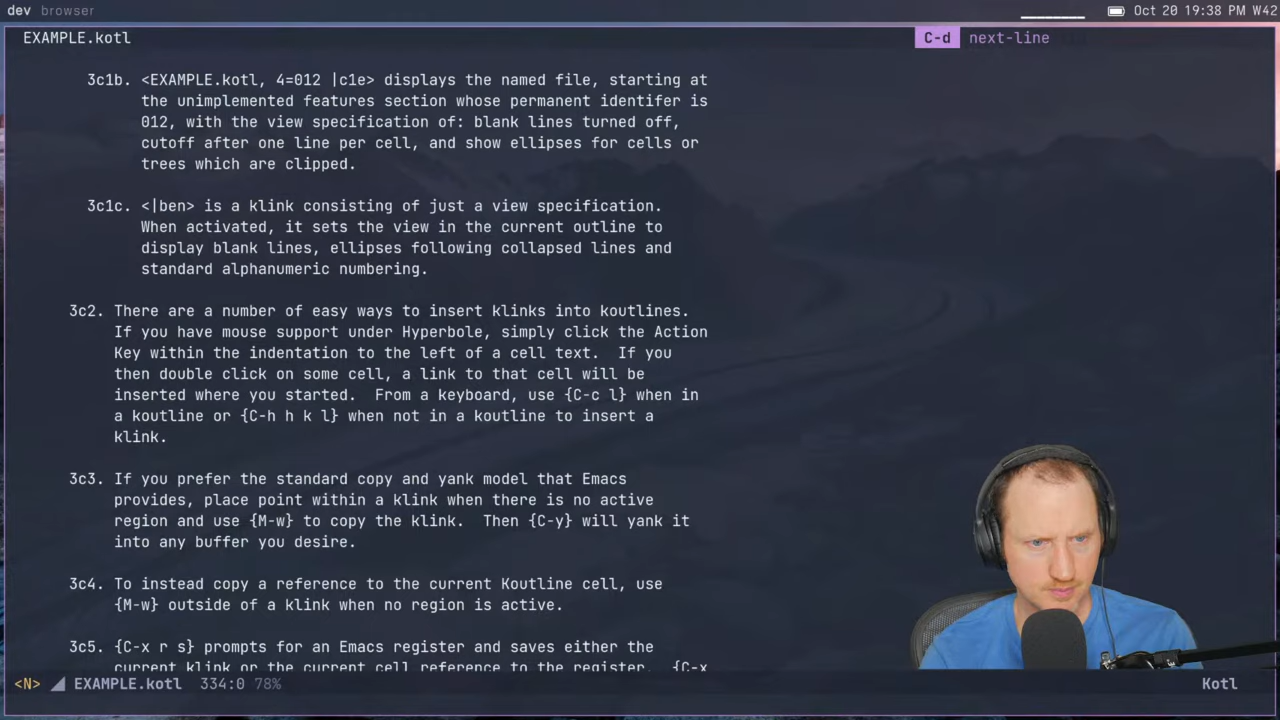 dev browser
Oct 20 19:38 PM W42
EXAMPLE.kotl
C-d next-line
3c1b. <EXAMPLE.kotl, 4=012 |c1e> displays the named file, starting at
the unimplemented features section whose permanent identifer is
012, with the view specification of: blank lines turned off,
cutoff after one line per cell, and show ellipses for cells or
trees which are clipped.
3c1c. <|ben> is a klink consisting of just a view specification.
When activated, it sets the view in the current outline to
display blank lines, ellipses following collapsed lines and
standard alphanumeric numbering.
3c2. There are a number of easy ways to insert klinks into koutlines.
If you have mouse support under Hyperbole, simply click the Action
Key within the indentation to the left of a cell text.  If you
then double click on some cell, a link to that cell will be
inserted where you started.  From a keyboard, use {C-c l} when in
a koutline or {C-h h k l} when not in a koutline to insert a
klink.
3c3. If you prefer the standard copy and yank model that Emacs
provides, place point within a klink when there is no active
region and use {M-w} to copy the klink.  Then {C-y} will yank it
into any buffer you desire.
3c4. To instead copy a reference to the current Koutline cell, use
{M-w} outside of a klink when no region is active.
3c5. {C-x r s} prompts for an Emacs register and saves either the
current klink or the current cell reference to the register.  {C-x
<N> EXAMPLE.kotl 334:0 78% Kotl